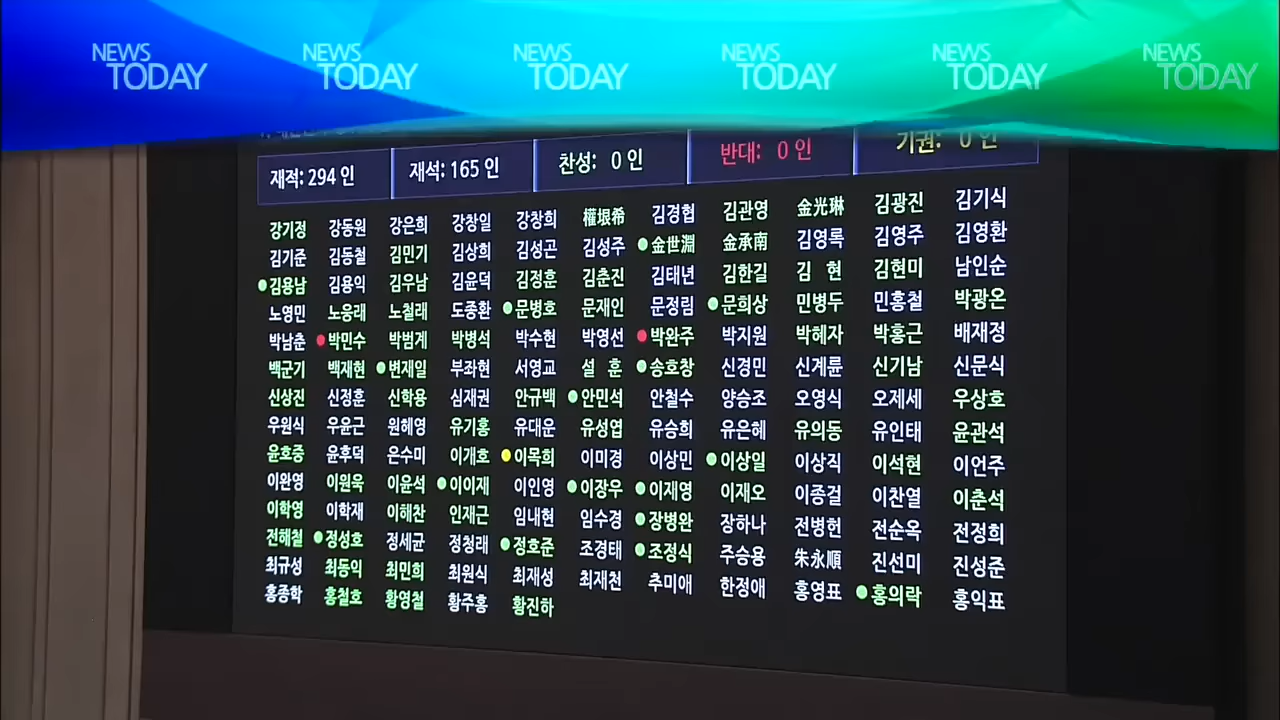 NEWS TODAY NEWS TODAY NEWS TODAY NEWS TODAY NEWS TODAY NEWS TODAY
재적: 294 인 재석: 165 인 찬성: 0 인 반대: 0 인 기권: 0 인
강기정 강동원 강은희 강창일 강창희 權垠希 김경협 김관영 金光琳 김광진 김기식
김기준 김동철 김민기 김상희 김성곤 김성주 金世淵 金承南 김영록 김영주 김영환
김용남 김용익 김우남 김윤덕 김정훈 김춘진 김태년 김한길 김 현 김현미 남인순
노영민 노웅래 노철래 도종환 문병호 문재인 문정림 문희상 민병두 민홍철 박광온
박남춘 박민수 박범계 박병석 박수현 박영선 박완주 박지원 박혜자 박홍근 배재정
백군기 백재현 변재일 부좌현 서영교 설 훈 송호창 신경민 신계륜 신기남 신문식
신상진 신정훈 신학용 심재권 안규백 안민석 안철수 양승조 오영식 오제세 우상호
우원식 우윤근 원혜영 유기홍 유대운 유성엽 유승희 유은혜 유의동 유인태 윤관석
윤호중 윤후덕 은수미 이개호 이목희 이미경 이상민 이상일 이상직 이석현 이언주
이완영 이원욱 이윤석 이이재 이인영 이장우 이재영 이재오 이종걸 이찬열 이춘석
이학영 이학재 이해찬 인재근 임내현 임수경 장병완 장하나 전병헌 전순옥 전정희
전해철 정성호 정세균 정청래 정호준 조경태 조정식 주승용 朱永順 진선미 진성준
최규성 최동익 최민희 최원식 최재성 최재천 추미애 한정애 홍영표 홍의락 홍익표
홍종학 홍철호 황영철 황주홍 황진하